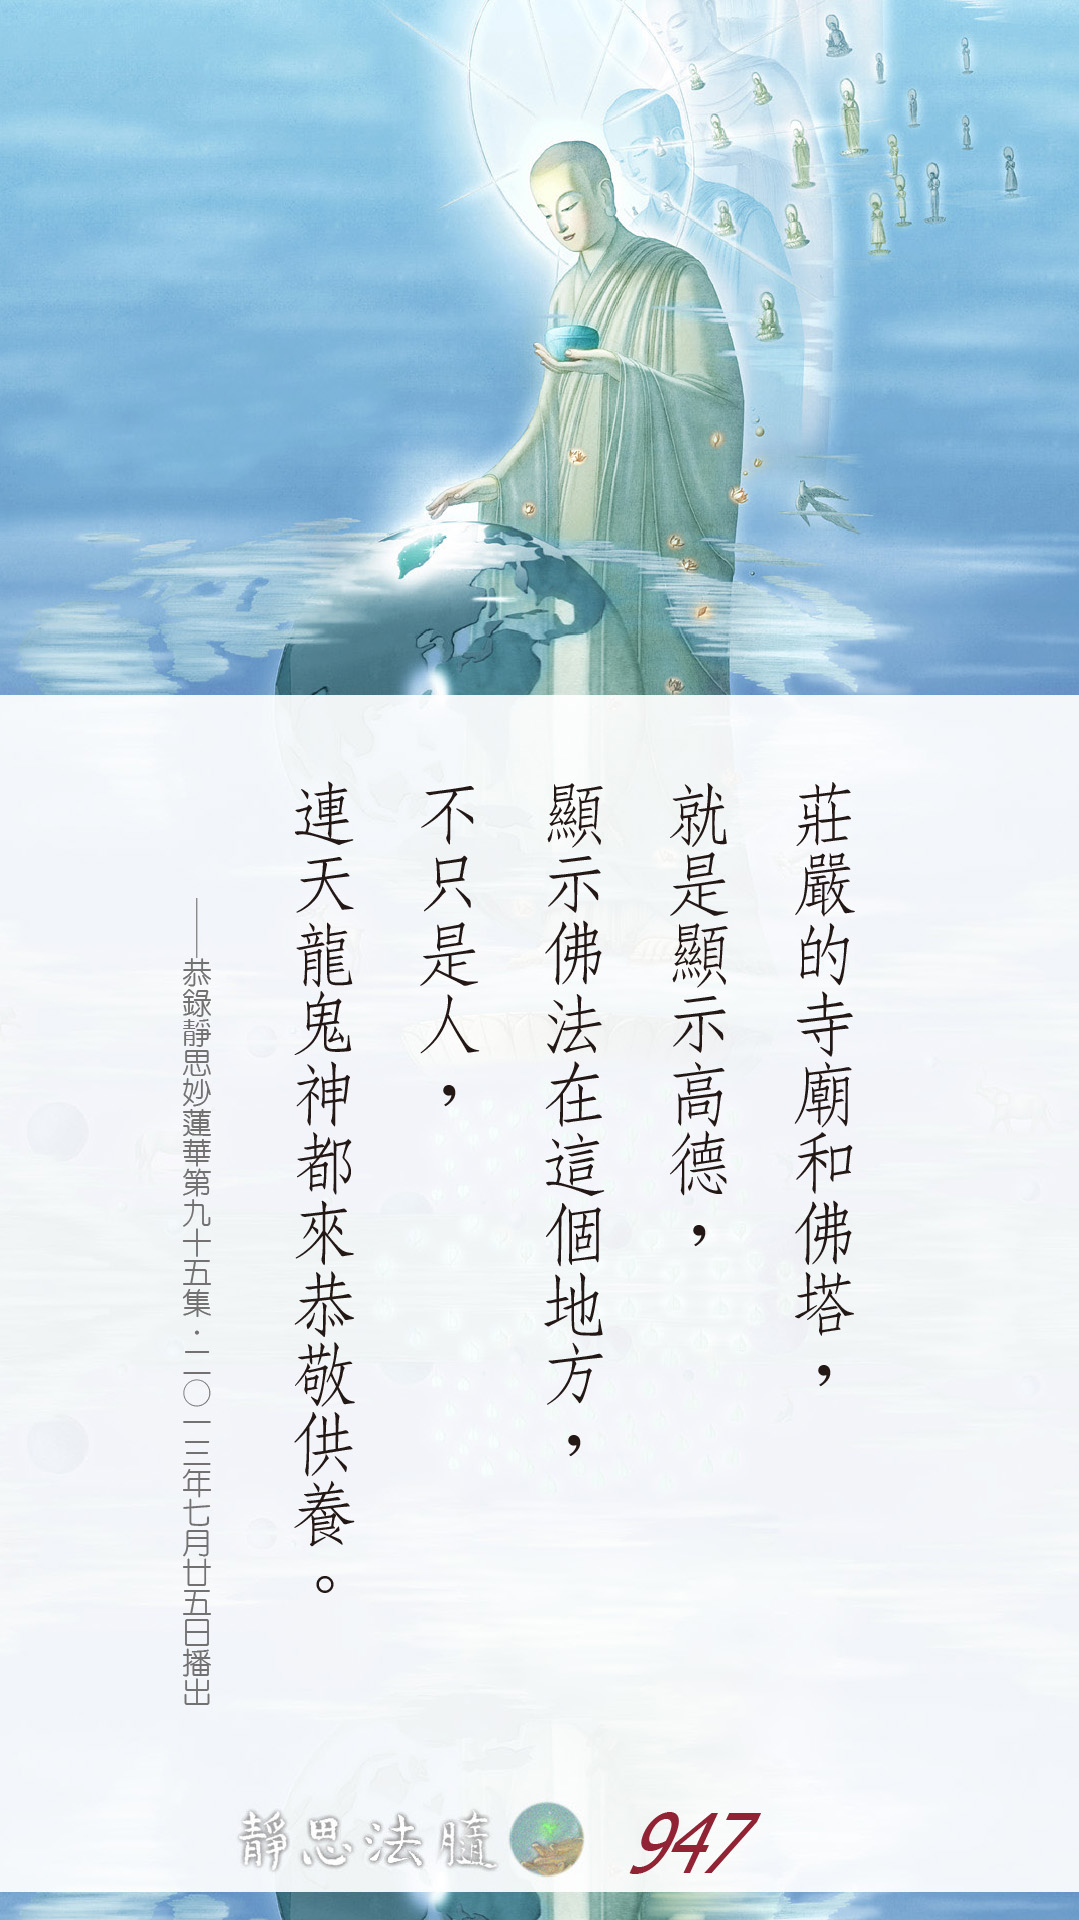 莊嚴的寺廟和佛塔，
就是顯示高德，
顯示佛法在這個地方，
不只是人，
連天龍鬼神都來恭敬供養。
——恭錄靜思妙蓮華第九十五集．二〇一三年七月廿五日播出
靜思法髓
947